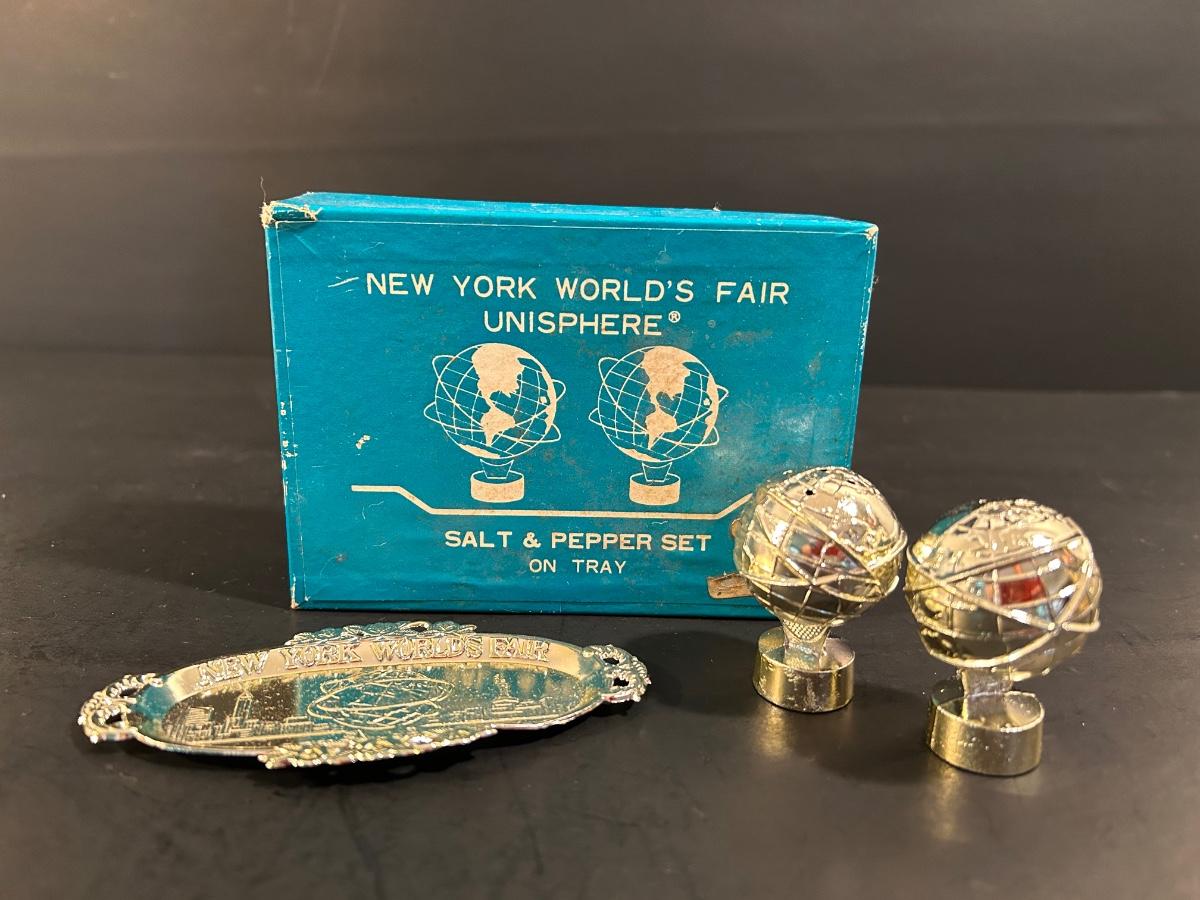 NEW YORK WORLD'S FAIR
UNISPHERE®
SALT & PEPPER SET
ON TRAY
NEW YORK WORLD'S FAIR